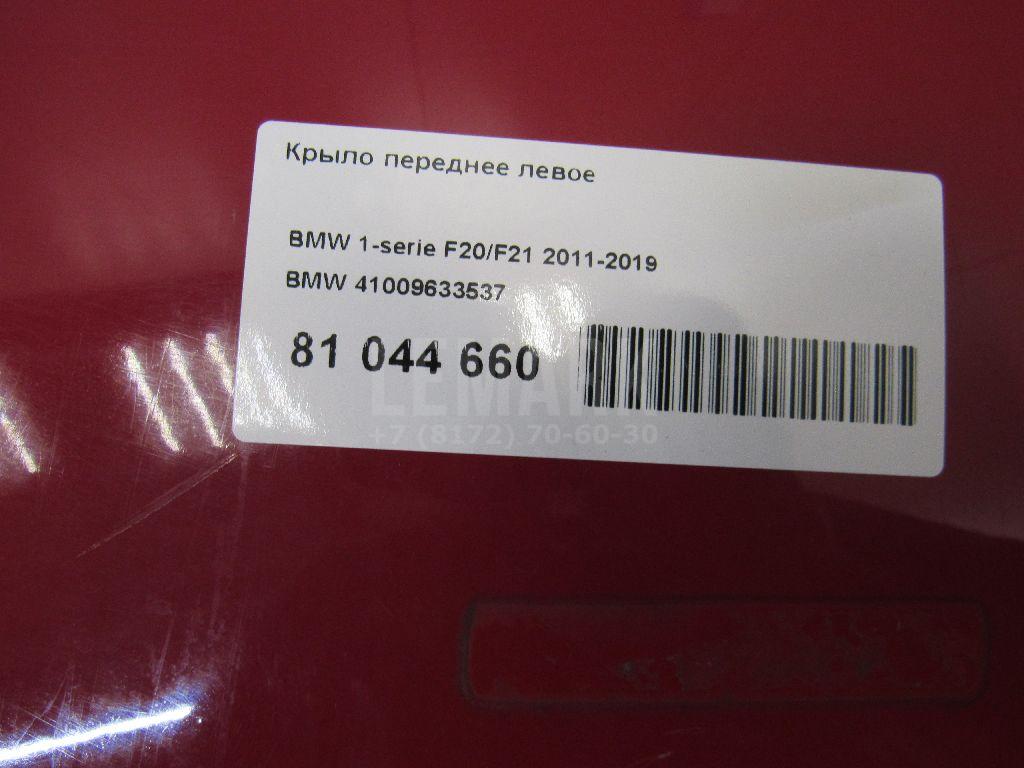 Крыло переднее левое
BMW 1-serie F20/F21 2011-2019
BMW 41009633537
81 044 660
LEMARK
+7 (8172) 70-60-30